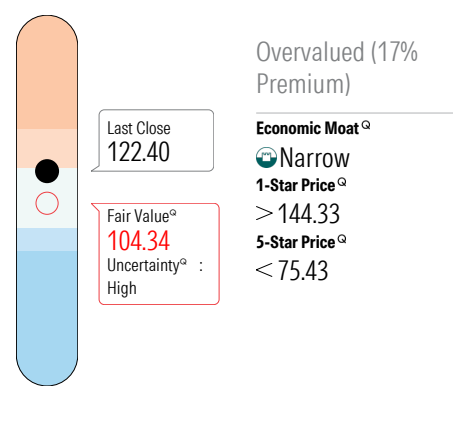 Overvalued (17%
Premium)
Last Close
122.40
Fair Value Q
104.34
Uncertainty Q :
High
Economic Moat Q
Narrow
1-Star Price Q
> 144.33
5-Star Price Q
< 75.43